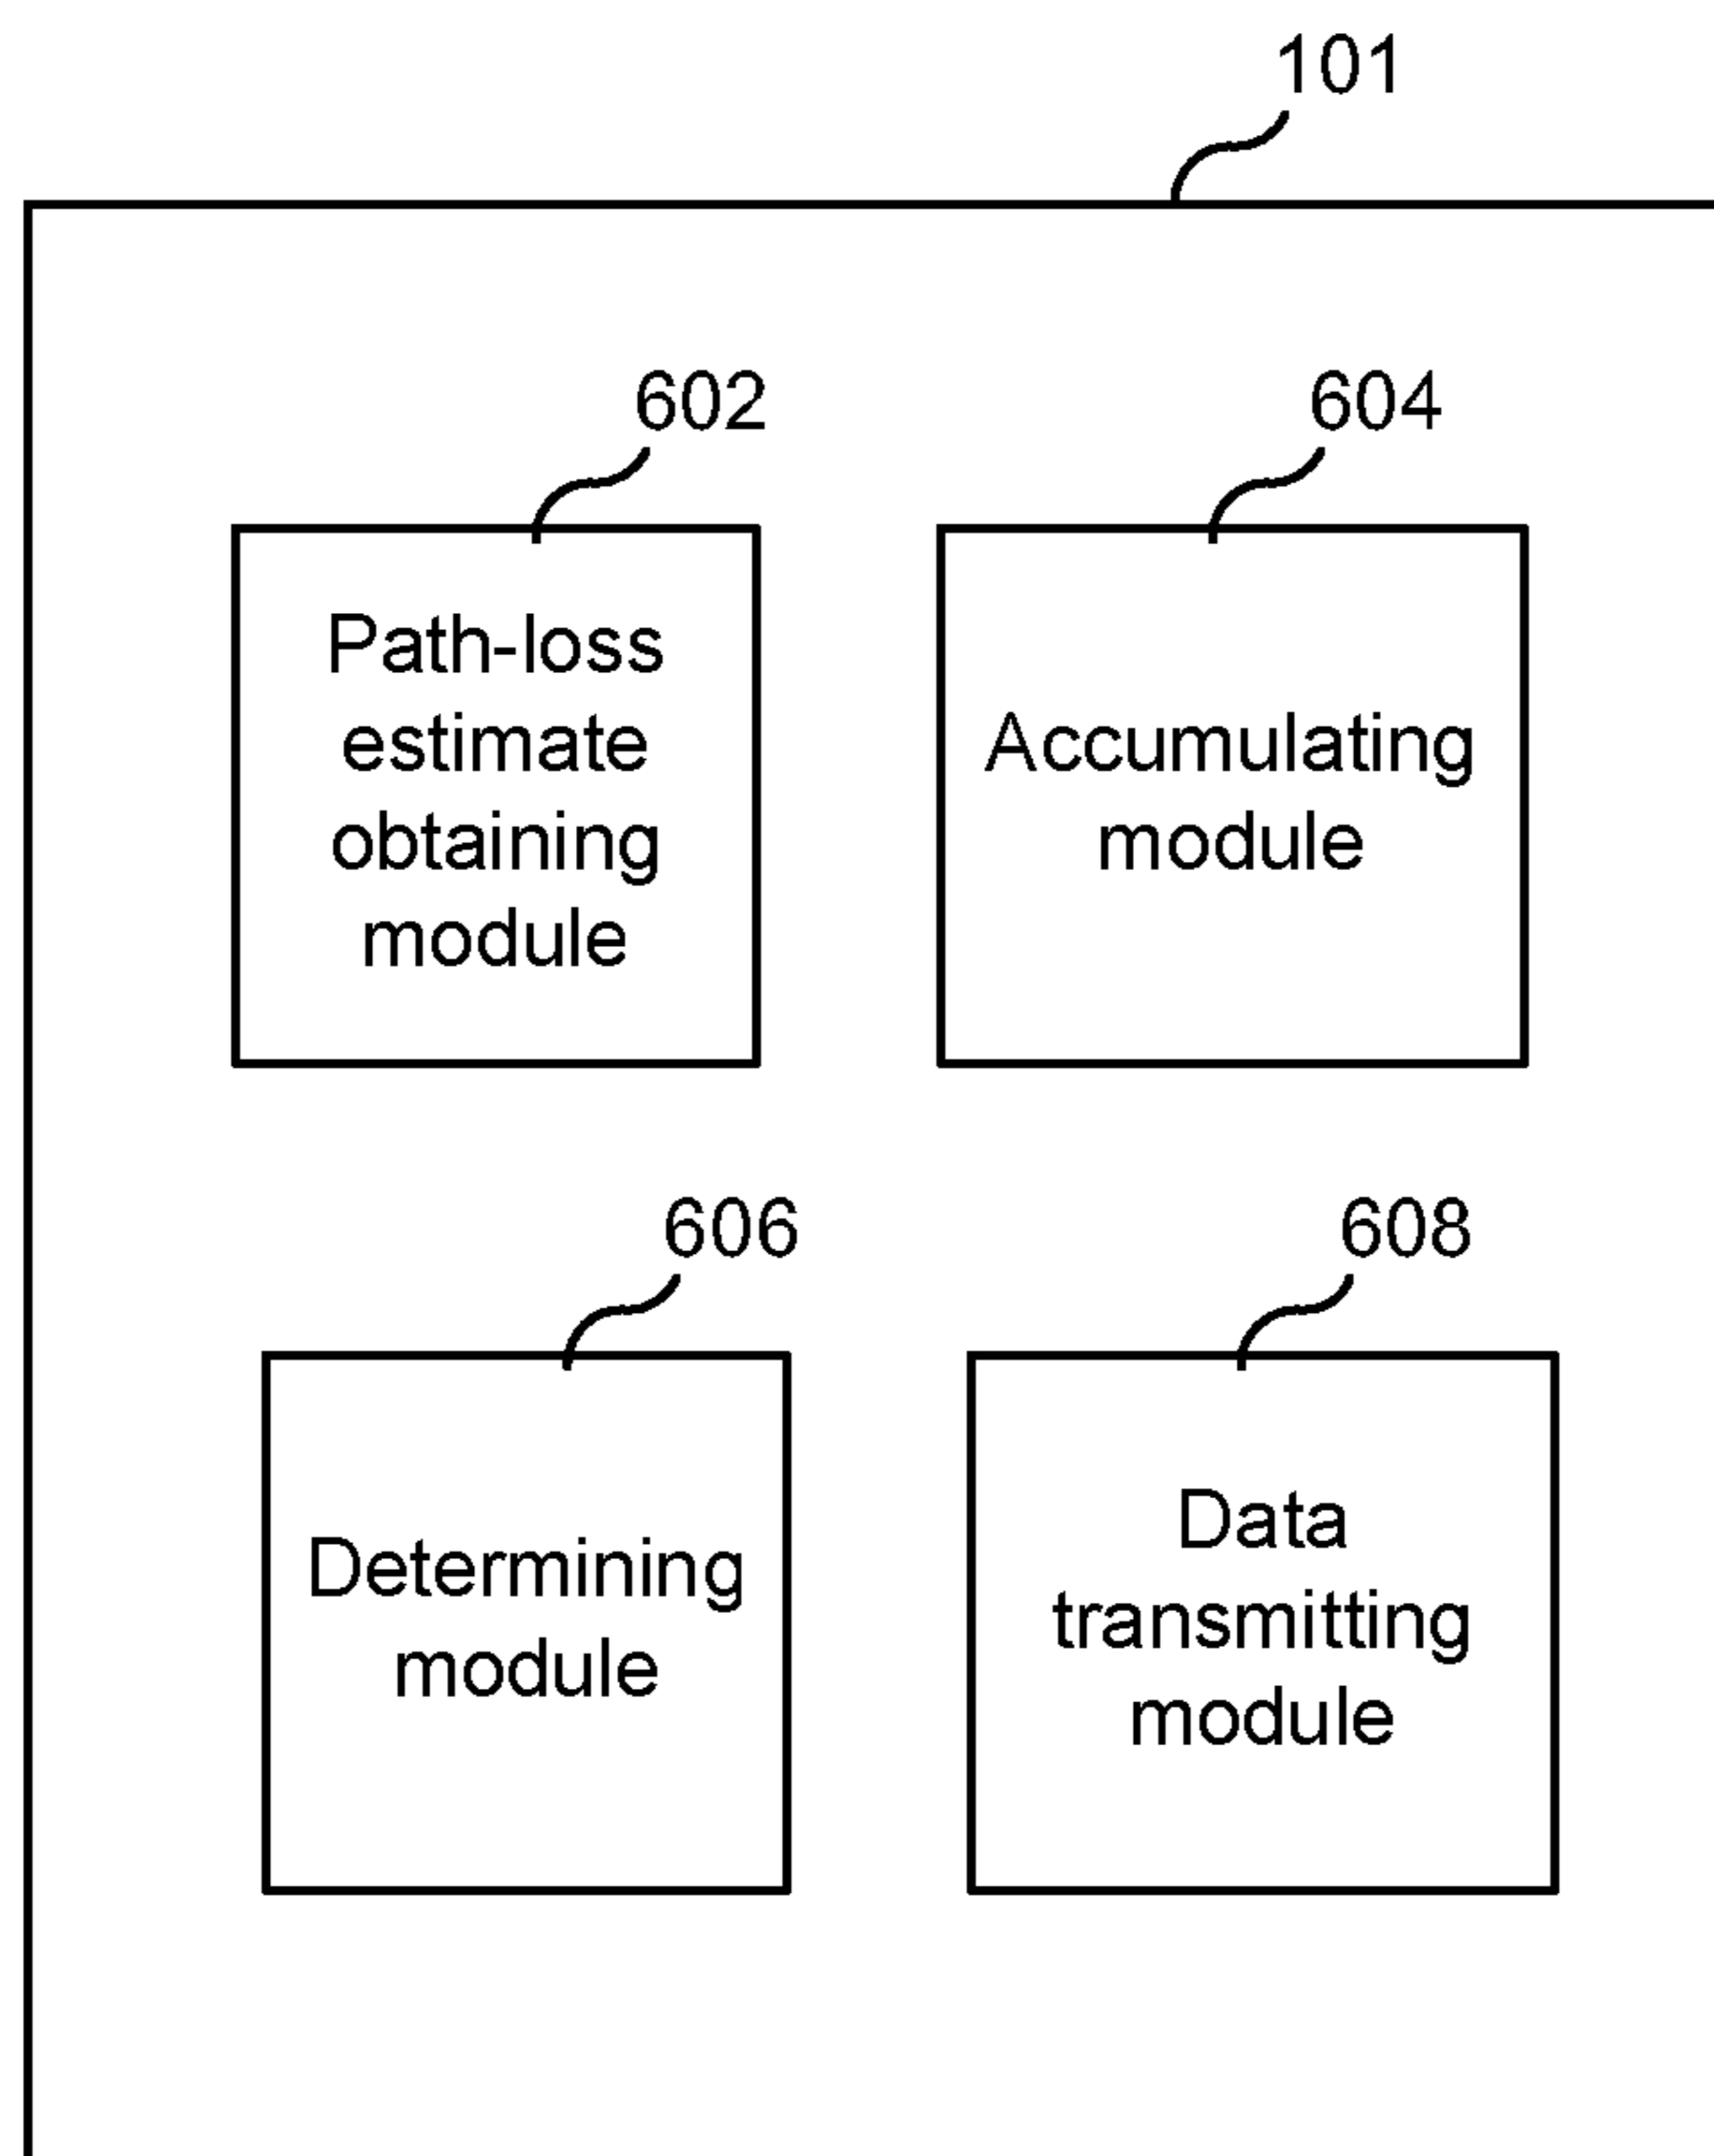 101
602
Path-loss
estimate
obtaining
module
604
Accumulating
module
606
Determining
module
608
Data
transmitting
module